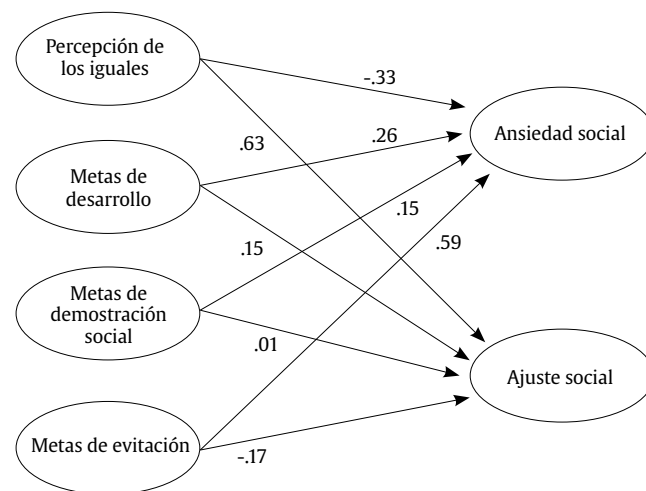 Percepción de
los iguales
-.33
Ansiedad social
.63
.26
Metas de
desarrollo
.15
.59
.15
Metas de
demostración
social
.01
Ajuste social
Metas de evitación
-.17